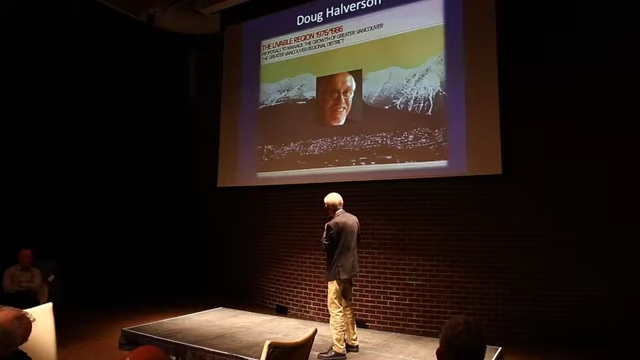 Doug Halverson
THE LIVABLE REGION 1976/1986
PROPOSALS TO MANAGE THE GROWTH OF GREATER VANCOUVER
THE GREATER VANCOUVER REGIONAL DISTRICT